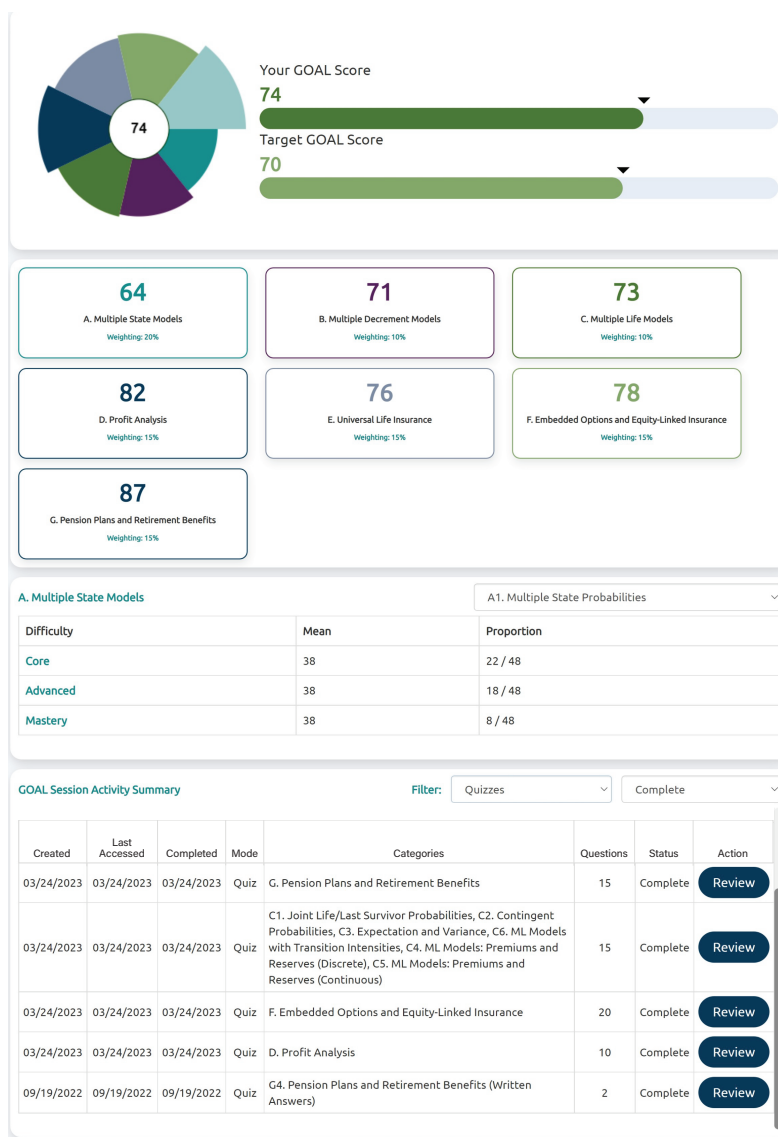 74
Your GOAL Score
74
Target GOAL Score
70
64
A. Multiple State Models
Weighting: 20%
71
B. Multiple Decrement Models
Weighting: 10%
73
C. Multiple Life Models
Weighting: 10%
82
D. Profit Analysis
Weighting: 15%
76
E. Universal Life Insurance
Weighting: 15%
78
F. Embedded Options and Equity-Linked Insurance
Weighting: 15%
87
G. Pension Plans and Retirement Benefits
Weighting: 15%
A. Multiple State Models
A1. Multiple State Probabilities
Difficulty Mean Proportion
Core 38 22 / 48
Advanced 38 18 / 48
Mastery 38 8 / 48
GOAL Session Activity Summary
Filter: Quizzes Complete
Created Last Accessed Completed Mode Categories Questions Status Action
03/24/2023 03/24/2023 03/24/2023 Quiz G. Pension Plans and Retirement Benefits 15 Complete Review
C1. Joint Life/Last Survivor Probabilities, C2. Contingent
Probabilities, C3. Expectation and Variance, C6. ML Models
03/24/2023 03/24/2023 03/24/2023 Quiz with Transition Intensities, C4. ML Models: Premiums and 15 Complete Review
Reserves (Discrete), C5. ML Models: Premiums and
Reserves (Continuous)
03/24/2023 03/24/2023 03/24/2023 Quiz F. Embedded Options and Equity-Linked Insurance 20 Complete Review
03/24/2023 03/24/2023 03/24/2023 Quiz D. Profit Analysis 10 Complete Review
09/19/2022 09/19/2022 09/19/2022 Quiz G4. Pension Plans and Retirement Benefits (Written
Answers) 2 Complete Review